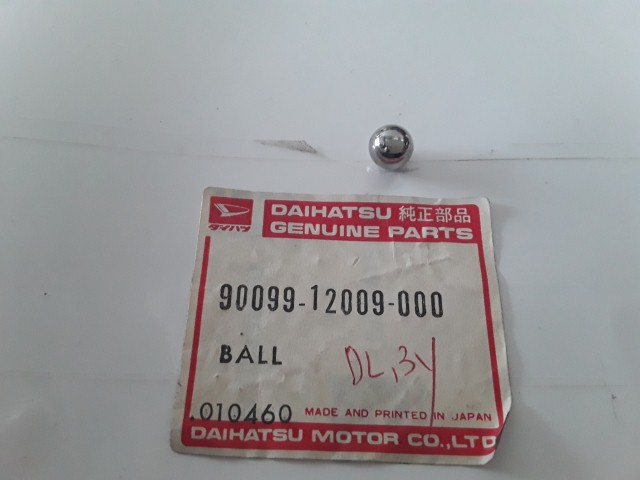 DAIHATSU 純正部品
ダイハツ GENUINE PARTS
90099-12009-000
BALL
DL,3Y
.010460 MADE AND PRINTED IN JAPAN
DAIHATSU MOTOR CO.,LTD